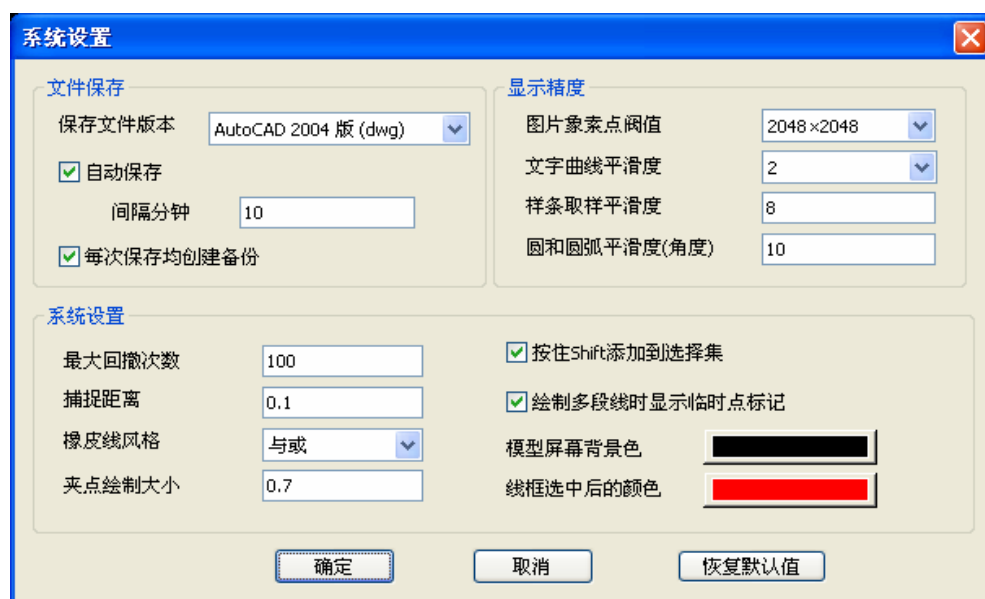 系统设置
文件保存
保存文件版本 AutoCAD 2004 版 (dwg)
自动保存
间隔分钟 10
每次保存均创建备份
显示精度
图片象素点阀值 2048×2048
文字曲线平滑度 2
样条取样平滑度 8
圆和圆弧平滑度(角度) 10
系统设置
最大回撤次数 100
捕捉距离 0.1
橡皮线风格 与或
夹点绘制大小 0.7
按住Shift添加到选择集
绘制多段线时显示临时点标记
模型屏幕背景色
线框选中后的颜色
确定 取消 恢复默认值